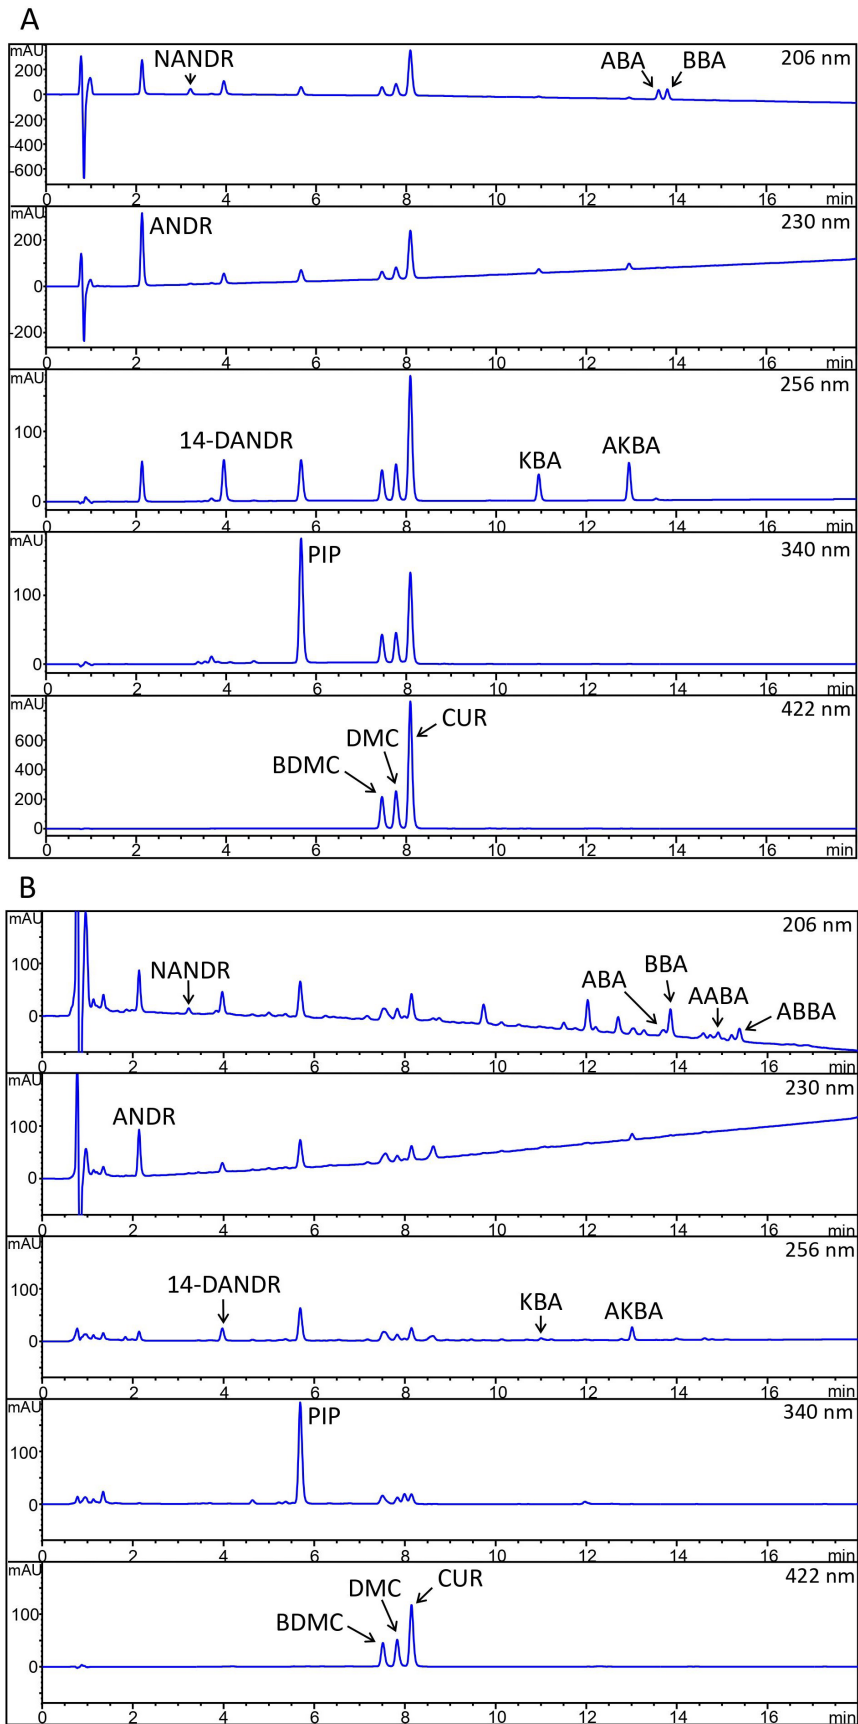 A
mAU
NANDR
ABA
BBA
206 nm
200
0
-200
-400
-600
0 2 4 6 8 10 12 14 16 min
mAU
ANDR
230 nm
200
0
-200
0 2 4 6 8 10 12 14 16 min
mAU
256 nm
14-DANDR
KBA
AKBA
100
0
0 2 4 6 8 10 12 14 16 min
mAU
340 nm
PIP
100
0
0 2 4 6 8 10 12 14 16 min
mAU
422 nm
CUR
DMC
BDMC
600
400
200
0
0 2 4 6 8 10 12 14 16 min
B
mAU
206 nm
NANDR
ABA
BBA
AABA
ABBA
100
0
0 2 4 6 8 10 12 14 16 min
mAU
230 nm
ANDR
100
0
0 2 4 6 8 10 12 14 16 min
mAU
256 nm
14-DANDR
KBA
AKBA
100
0
0 2 4 6 8 10 12 14 16 min
mAU
340 nm
PIP
100
0
0 2 4 6 8 10 12 14 16 min
mAU
422 nm
CUR
DMC
BDMC
100
0
0 2 4 6 8 10 12 14 16 min